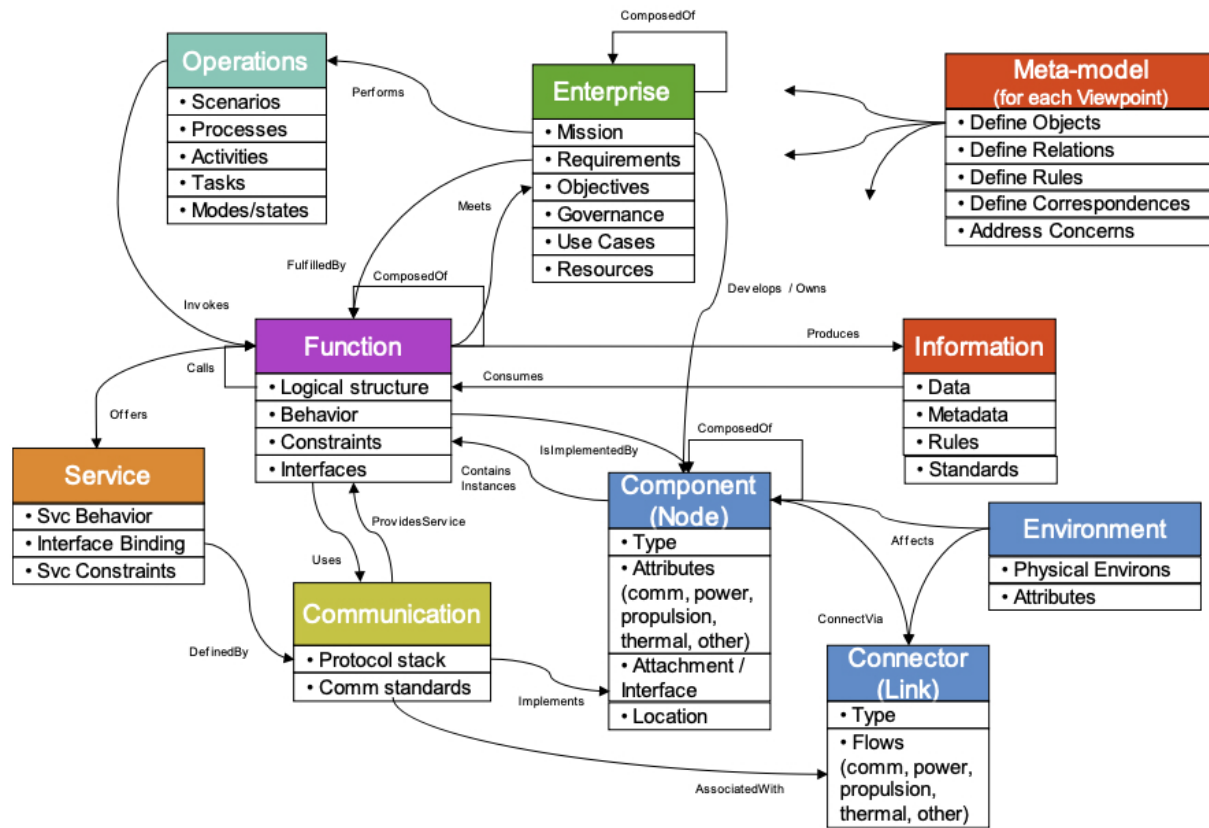 ComposedOf
Operations
• Scenarios
• Processes
• Activities
• Tasks
• Modes/states
Performs
Enterprise
• Mission
• Requirements
• Objectives
• Governance
• Use Cases
• Resources
Meta-model
(for each Viewpoint)
• Define Objects
• Define Relations
• Define Rules
• Define Correspondences
• Address Concerns
Meets
FulfilledBy
ComposedOf
Develops / Owns
Invokes
Function
• Logical structure
• Behavior
• Constraints
• Interfaces
Produces
Information
• Data
• Metadata
• Rules
• Standards
Calls
Consumes
Offers
IsImplementedBy
ComposedOf
Service
• Svc Behavior
• Interface Binding
• Svc Constraints
Contains
Instances
Component
(Node)
• Type
• Attributes
(comm, power,
propulsion,
thermal, other)
• Attachment /
Interface
• Location
Environment
• Physical Environs
• Attributes
ProvidesService
Affects
Uses
Communication
• Protocol stack
• Comm standards
ConnectVia
DefinedBy
Connector
(Link)
• Type
• Flows
(comm, power,
propulsion,
thermal, other)
Implements
AssociatedWith